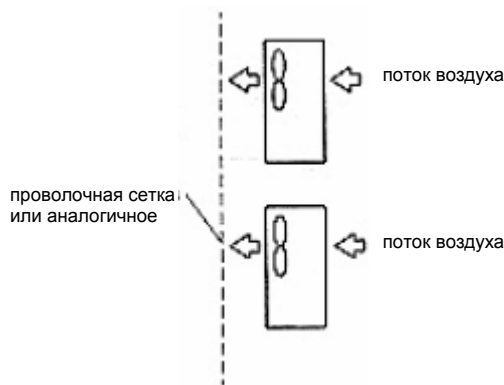 поток воздуха
проволочная сетка
или аналогичное
поток воздуха